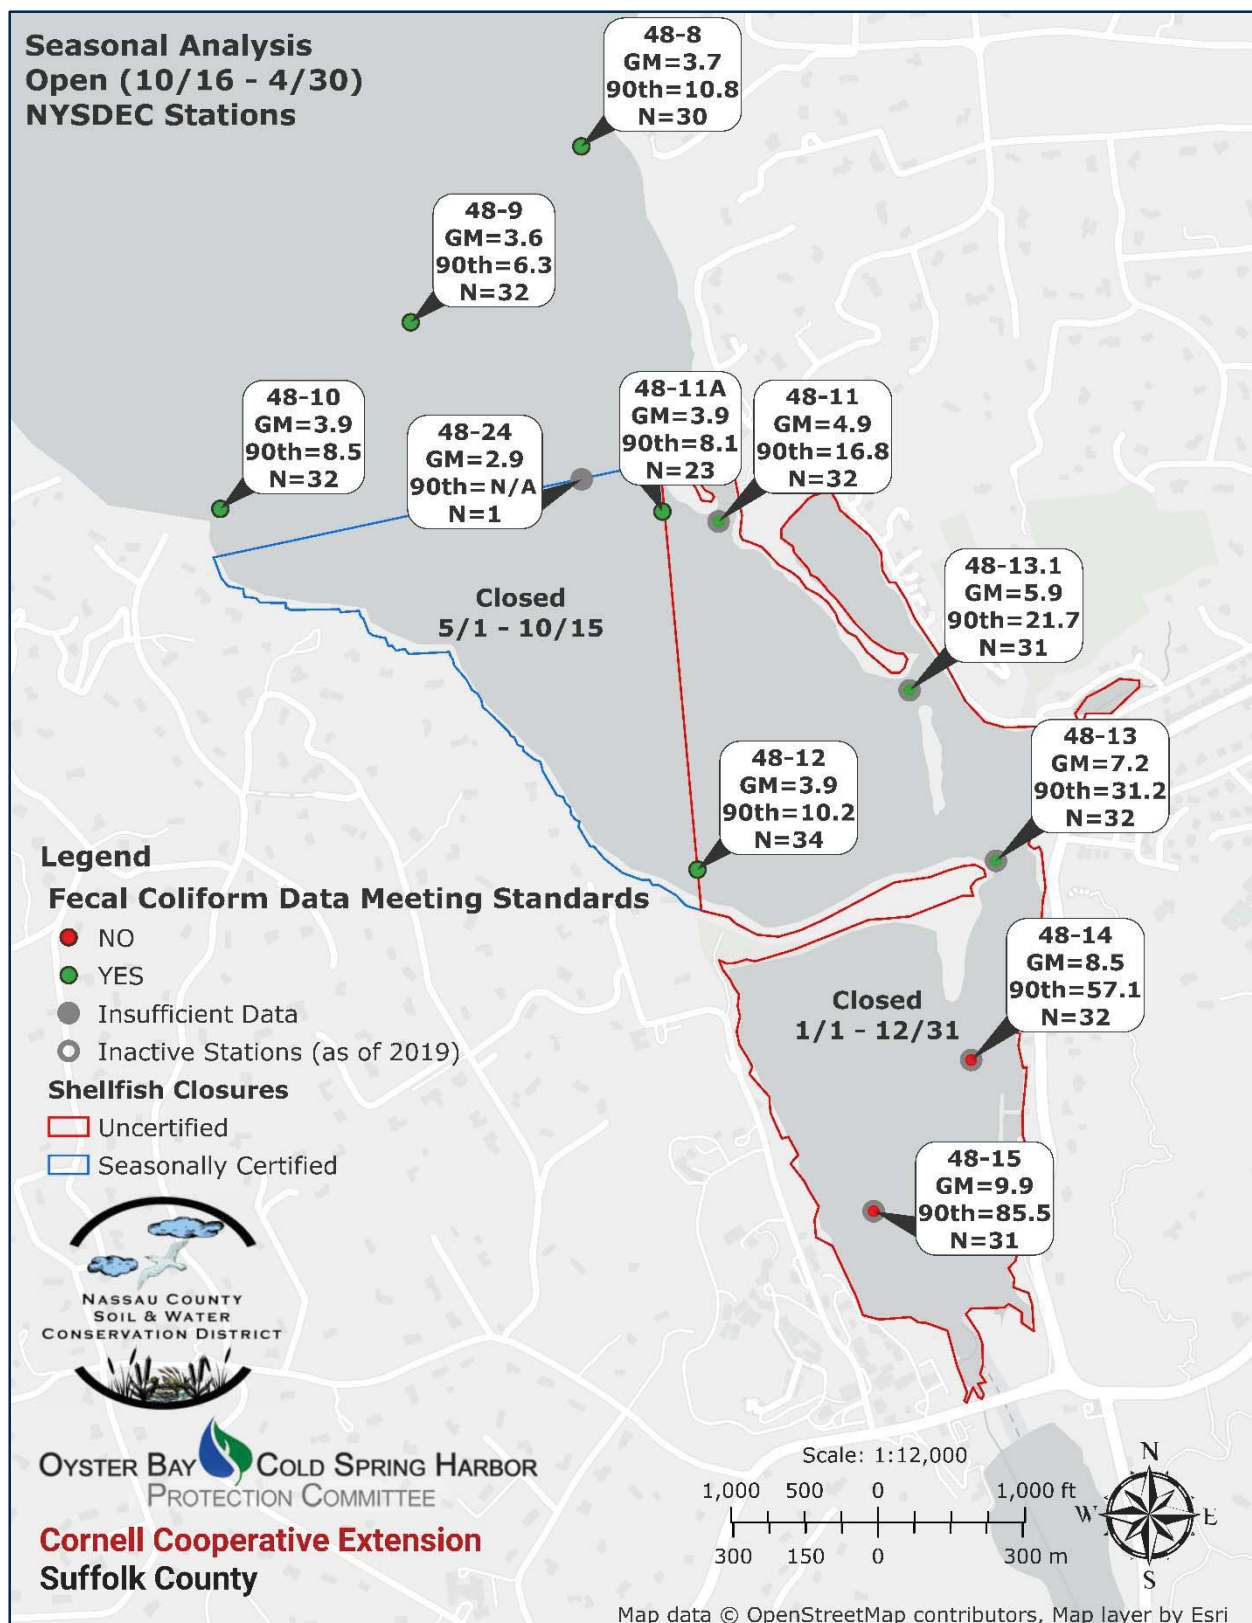 Seasonal Analysis
Open (10/16 - 4/30)
NYSDEC Stations
48-8
GM=3.7
90th=10.8
N=30
48-9
GM=3.6
90th=6.3
N=32
48-10
GM=3.9
90th=8.5
N=32
48-24
GM=2.9
90th=N/A
N=1
48-11A
GM=3.9
90th=8.1
N=23
48-11
GM=4.9
90th=16.8
N=32
48-13.1
GM=5.9
90th=21.7
N=31
Closed
5/1 - 10/15
48-12
GM=3.9
90th=10.2
N=34
48-13
GM=7.2
90th=31.2
N=32
48-14
GM=8.5
90th=57.1
N=32
Closed
1/1 - 12/31
48-15
GM=9.9
90th=85.5
N=31
Legend
Fecal Coliform Data Meeting Standards
NO
YES
Insufficient Data
Inactive Stations (as of 2019)
Shellfish Closures
Uncertified
Seasonally Certified
NASSAU COUNTY
SOIL & WATER
CONSERVATION DISTRICT
OYSTER BAY COLD SPRING HARBOR
PROTECTION COMMITTEE
Cornell Cooperative Extension
Suffolk County
Scale: 1:12,000
1,000 500 0 1,000 ft
300 150 0 300 m
N
W E
S
Map data © OpenStreetMap contributors, Map layer by Esri